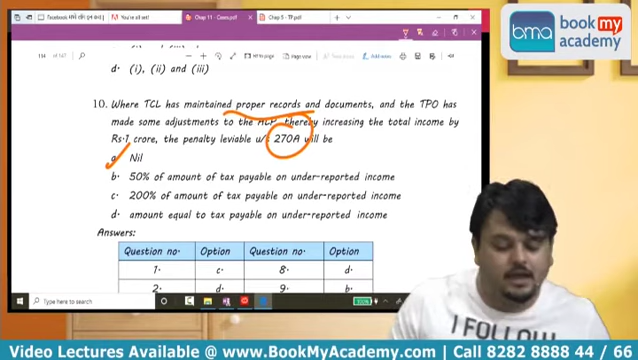 Chap 11 - Cases.pdf
Chap 5 - TP.pdf
book my
academy
bma
d. (i), (ii) and (iii)
10. Where TCL has maintained proper records and documents, and the TPO has
made some adjustments to the ALP, thereby increasing the total income by
Rs.1 crore, the penalty leviable u/s 270A will be
a. Nil
b. 50% of amount of tax payable on under-reported income
c. 200% of amount of tax payable on under-reported income
d. amount equal to tax payable on under-reported income
Answers:
Question no. Option Question no. Option
1. c. 8. d.
2. d. 9. b.
Type here to search
100%
I FOLLOW
Video Lectures Available @ www.BookMyAcademy.com | Call 8282 8888 44 / 66